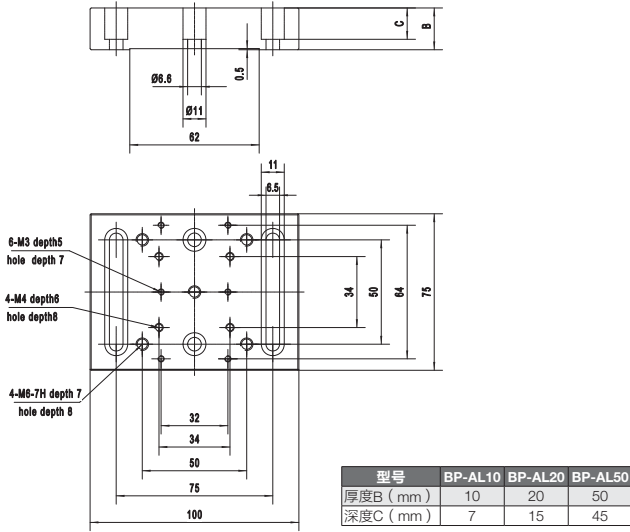 C
B
Ø6.6
0.5
Ø11
62
11
6.5
6-M3 depth5
hole depth 7
4-M4 depth6
hole depth8
4-M6-7H depth 7
hole depth 8
34
50
64
75
32
34
50
75
100
型号 BP-AL10 BP-AL20 BP-AL50
厚度B（mm） 10 20 50
深度C（mm） 7 15 45